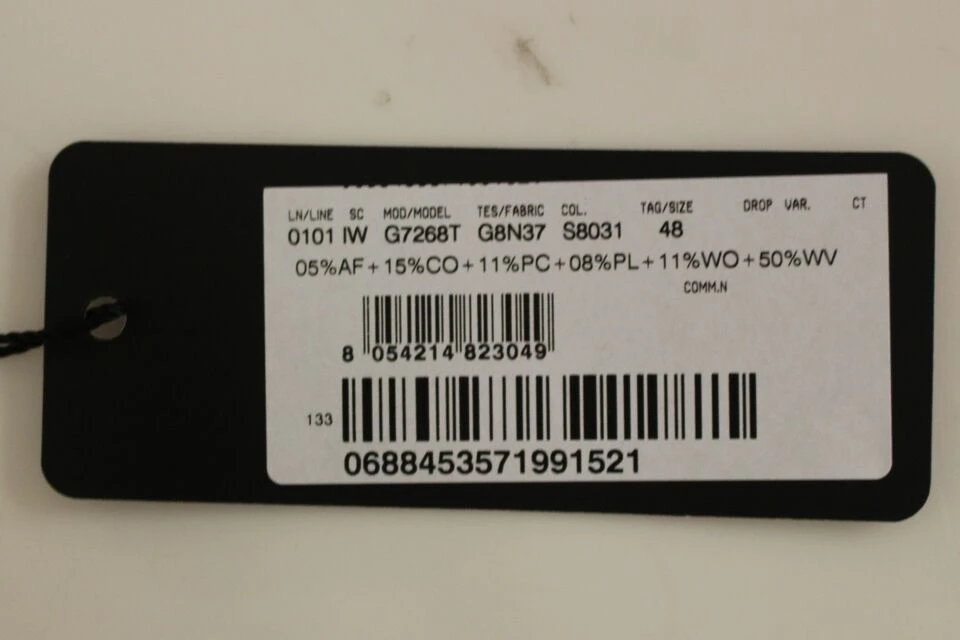 LN/LINE SC MOD/MODEL TES/FABRIC COL. TAG/SIZE DROP VAR. CT
0101 IW G7268T G8N37 S8031 48
05%AF+15%CO+11%PC+08%PL+11%WO+50%WV
COMM.N
8 054214 823049
133
0688453571991521